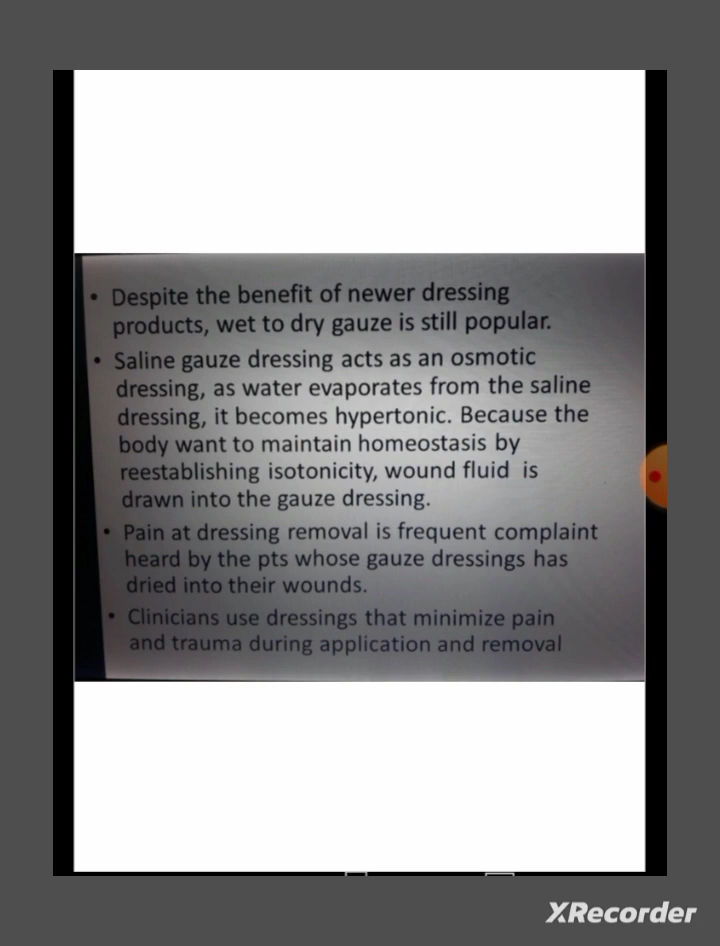 • Despite the benefit of newer dressing
products, wet to dry gauze is still popular.
• Saline gauze dressing acts as an osmotic
dressing, as water evaporates from the saline
dressing, it becomes hypertonic. Because the
body want to maintain homeostasis by
reestablishing isotonicity, wound fluid is
drawn into the gauze dressing.
• Pain at dressing removal is frequent complaint
heard by the pts whose gauze dressings has
dried into their wounds.
• Clinicians use dressings that minimize pain
and trauma during application and removal
XRecorder